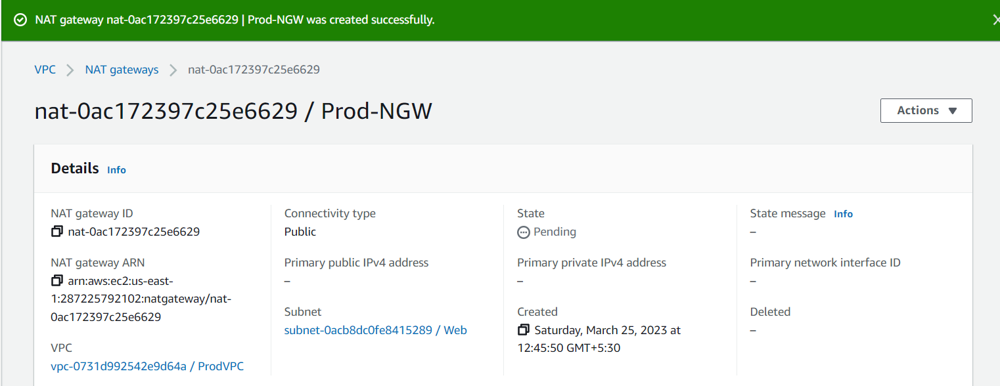 NAT gateway nat-0ac172397c25e6629 | Prod-NGW was created successfully.
VPC > NAT gateways > nat-0ac172397c25e6629
nat-0ac172397c25e6629 / Prod-NGW
Actions
Details Info
NAT gateway ID
nat-0ac172397c25e6629
Connectivity type
Public
State
Pending
State message Info
–
NAT gateway ARN
arn:aws:ec2:us-east-
1:287225792102:natgateway/nat-
0ac172397c25e6629
Primary public IPv4 address
–
Primary private IPv4 address
–
Primary network interface ID
–
Subnet
subnet-0acb8dc0fe8415289 / Web
Created
Saturday, March 25, 2023 at
12:45:50 GMT+5:30
Deleted
–
VPC
vpc-0731d992542e9d64a / ProdVPC